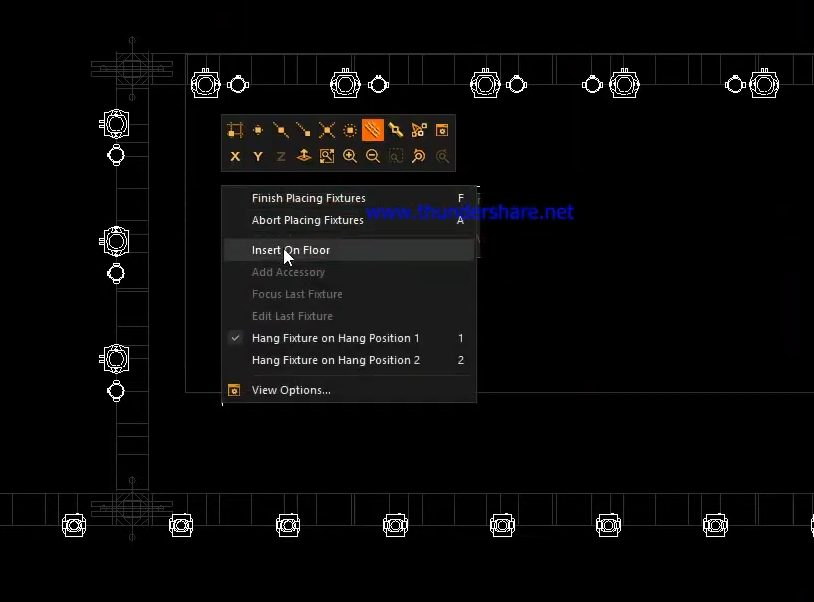 X Y Z
Finish Placing Fixtures F
www.thundershare.net
Abort Placing Fixtures A
Insert On Floor
Add Accessory
Focus Last Fixture
Edit Last Fixture
Hang Fixture on Hang Position 1 1
Hang Fixture on Hang Position 2 2
View Options...